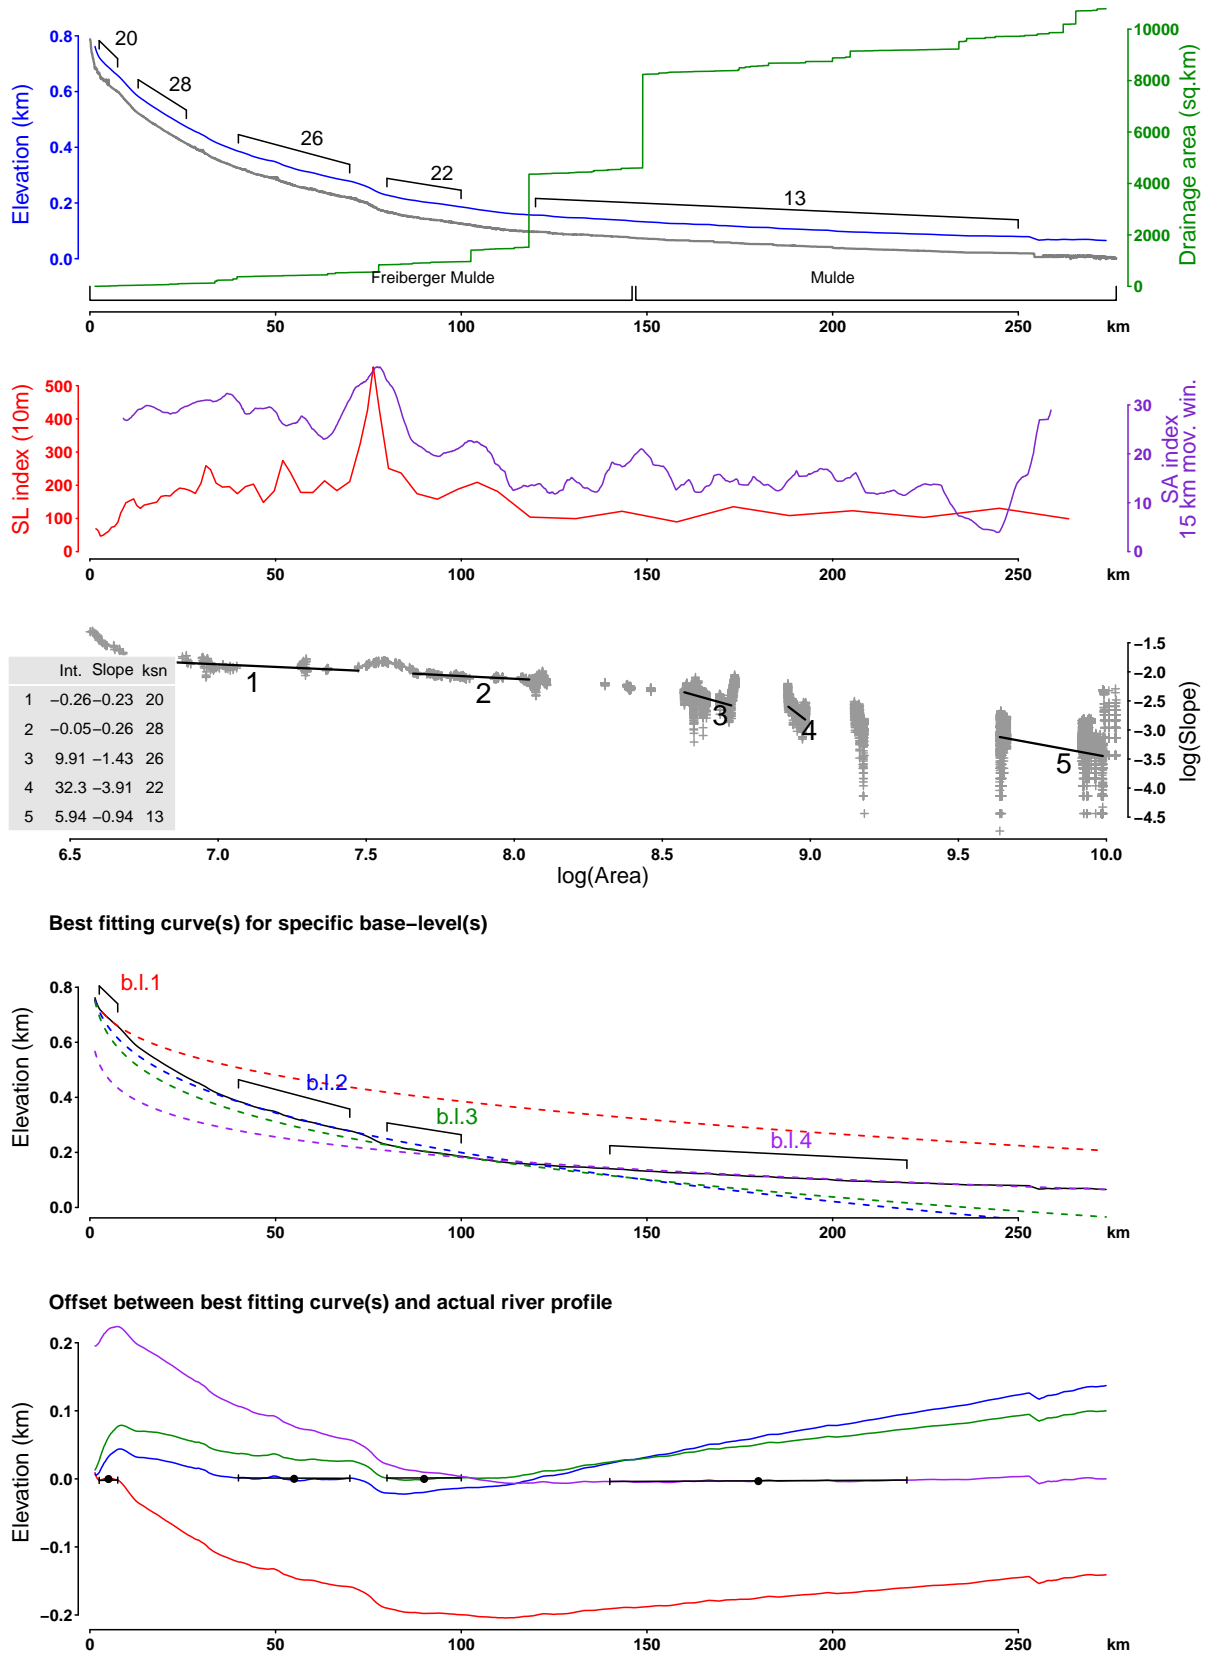 Elevation (km)
0.8
0.6
0.4
0.2
0.0
20
28
26
22
13
10000
8000
6000
4000
2000
0
Drainage area (sq.km)
Freiberger Mulde
Mulde
0 50 100 150 200 250 km
SL index (10m)
500
400
300
200
100
0
30
20
10
0
SA index
15 km mov. win.
0 50 100 150 200 250 km
Int. Slope ksn
1 −0.26 −0.23 20
2 −0.05 −0.26 28
3 9.91 −1.43 26
4 32.3 −3.91 22
5 5.94 −0.94 13
1
2
3
4
5
−1.5
−2.0
−2.5
−3.0
−3.5
−4.0
−4.5
log(Slope)
6.5 7.0 7.5 8.0 8.5 9.0 9.5 10.0
log(Area)
Best fitting curve(s) for specific base−level(s)
Elevation (km)
0.8
0.6
0.4
0.2
0.0
b.l.1
b.l.2
b.l.3
b.l.4
0 50 100 150 200 250 km
Offset between best fitting curve(s) and actual river profile
Elevation (km)
0.2
0.1
0.0
−0.1
−0.2
0 50 100 150 200 250 km